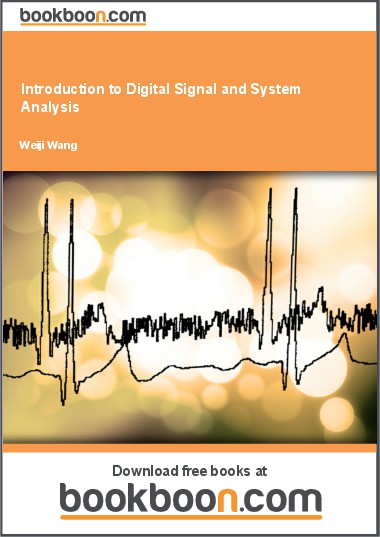 bookboon.com
Introduction to Digital Signal and System
Analysis
Weiji Wang
Download free books at
bookboon.com